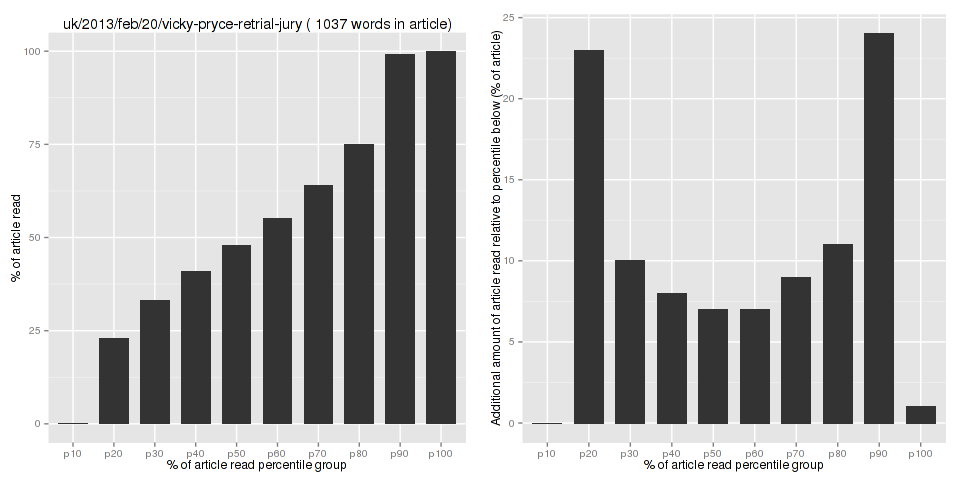 uk/2013/feb/20/vicky-pryce-retrial-jury ( 1037 words in article)
% of article read
100
75
50
25
0
p10 p20 p30 p40 p50 p60 p70 p80 p90 p100
% of article read percentile group
Additional amount of article read relative to percentile below (% of article)
25
20
15
10
5
0
p10 p20 p30 p40 p50 p60 p70 p80 p90 p100
% of article read percentile group